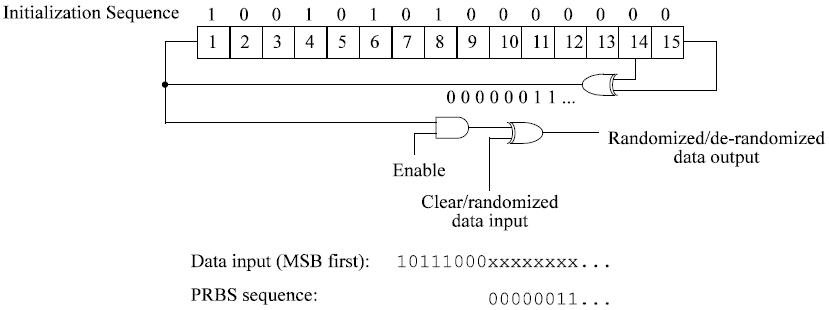 Initialization Sequence 1 0 0 1 0 1 0 1 0 0 0 0 0 0 0
1 2 3 4 5 6 7 8 9 10 11 12 13 14 15
0 0 0 0 0 0 1 1 ...
Randomized/de-randomized
data output
Enable
Clear/randomized
data input
Data input (MSB first): 10111000xxxxxxxx...
PRBS sequence: 00000011...